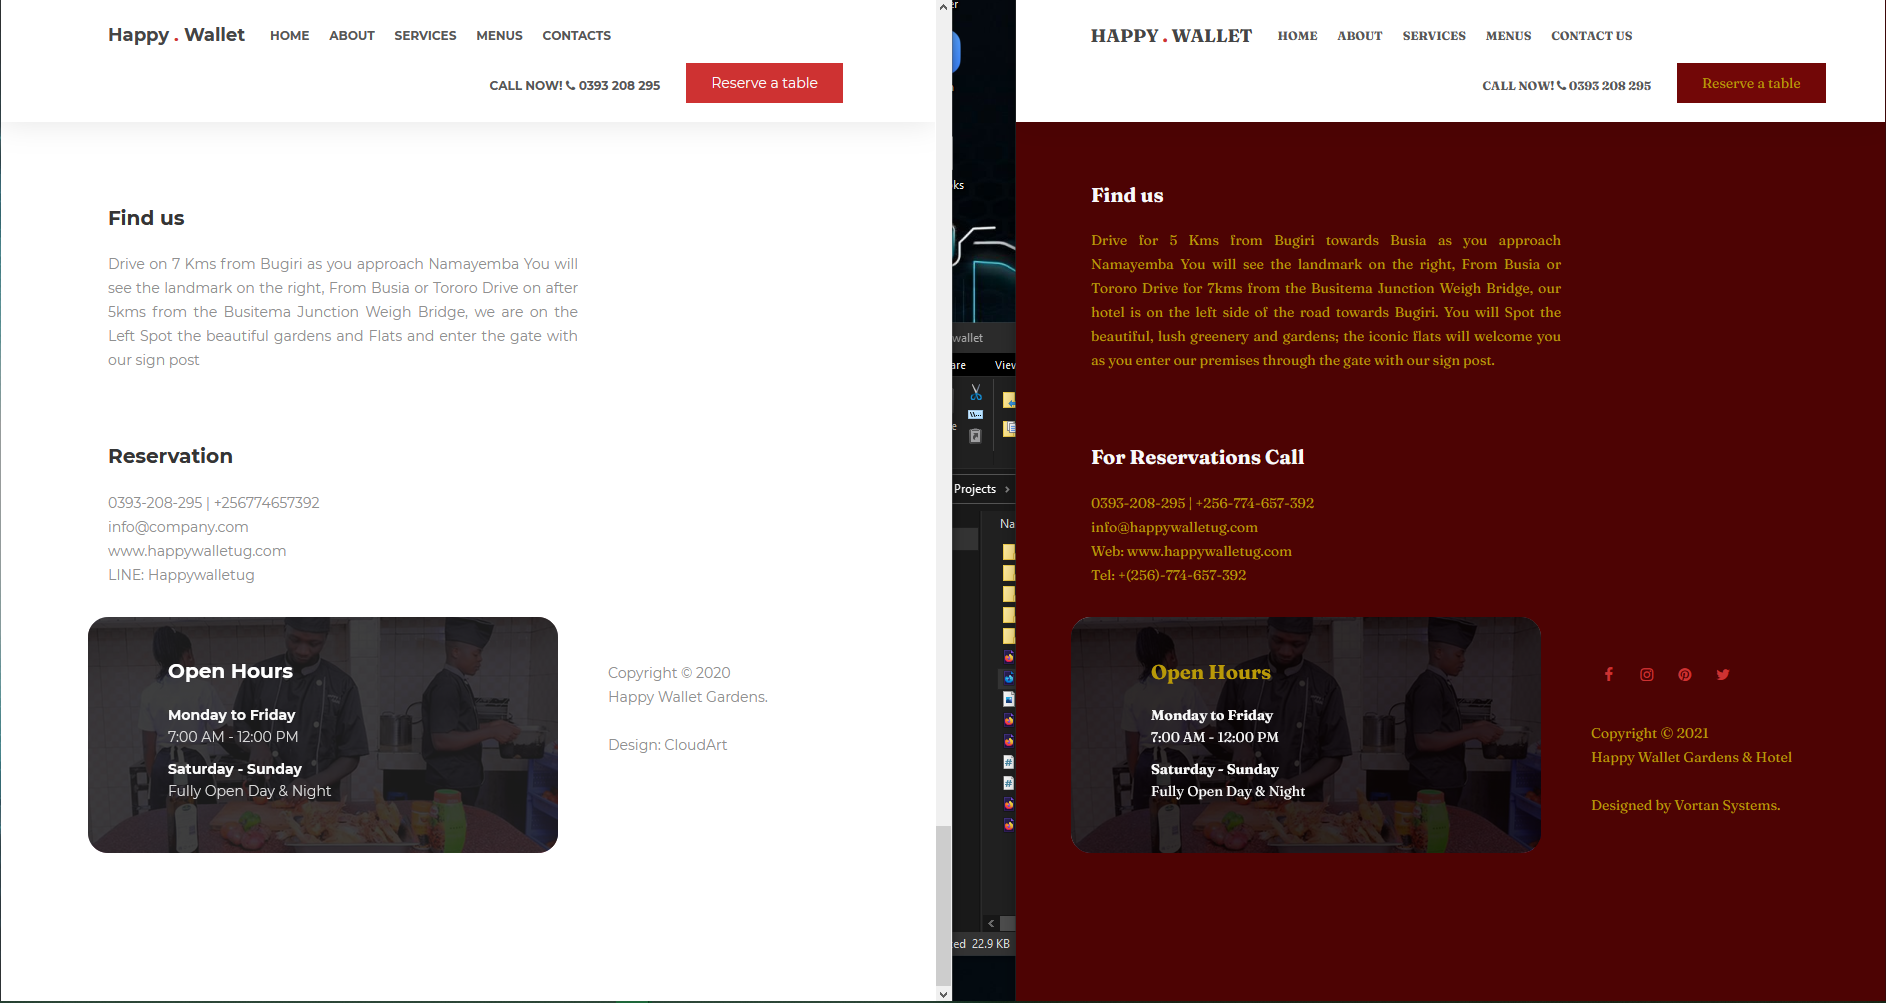 Happy . Wallet HOME ABOUT SERVICES MENUS CONTACTS
CALL NOW! 0393 208 295 Reserve a table
Find us
Drive on 7 Kms from Bugiri as you approach Namayemba You will
see the landmark on the right, From Busia or Tororo Drive on after
5kms from the Busitema Junction Weigh Bridge, we are on the
Left Spot the beautiful gardens and Flats and enter the gate with
our sign post
Reservation
0393-208-295 | +256774657392
info@company.com
www.happywalletug.com
LINE: Happywalletug
Open Hours
Monday to Friday
7:00 AM - 12:00 PM
Saturday - Sunday
Fully Open Day & Night
Copyright © 2020
Happy Wallet Gardens.
Design: CloudArt
er
ks
wallet
are View
e
Projects
Na
ed 22.9 KB
HAPPY . WALLET HOME ABOUT SERVICES MENUS CONTACT US
CALL NOW! 0393 208 295 Reserve a table
Find us
Drive for 5 Kms from Bugiri towards Busia as you approach
Namayemba You will see the landmark on the right, From Busia or
Tororo Drive for 7kms from the Busitema Junction Weigh Bridge, our
hotel is on the left side of the road towards Bugiri. You will Spot the
beautiful, lush greenery and gardens; the iconic flats will welcome you
as you enter our premises through the gate with our sign post.
For Reservations Call
0393-208-295 | +256-774-657-392
info@happywalletug.com
Web: www.happywalletug.com
Tel: +(256)-774-657-392
Open Hours
Monday to Friday
7:00 AM - 12:00 PM
Saturday - Sunday
Fully Open Day & Night
Copyright © 2021
Happy Wallet Gardens & Hotel
Designed by Vortan Systems.